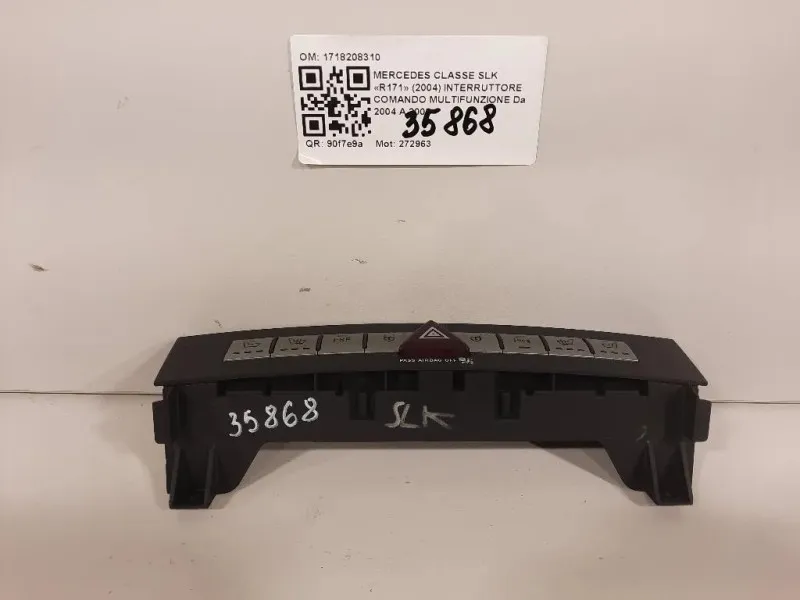 OM: 1718208310
MERCEDES CLASSE SLK
«R171» (2004) INTERRUTTORE
COMANDO MULTIFUNZIONE Da
2004 A
35868
QR: 90f7e9a Mot: 272963
PASS AIRBAG OFF
35868
SLK